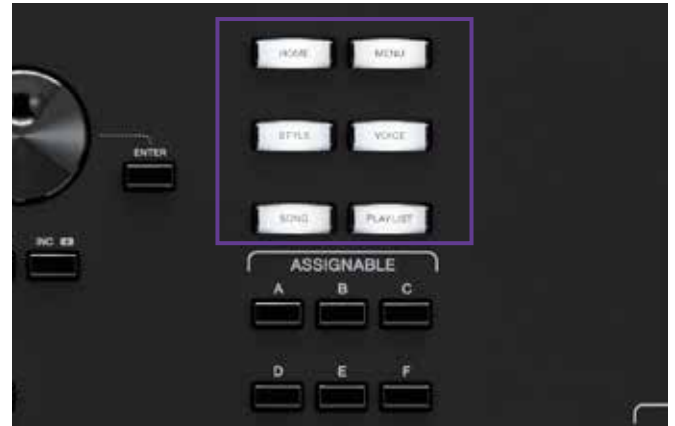 HOME MENU
STYLE VOICE
ENTER
SONG PLAYLIST
INC
ASSIGNABLE
A B C
D E F